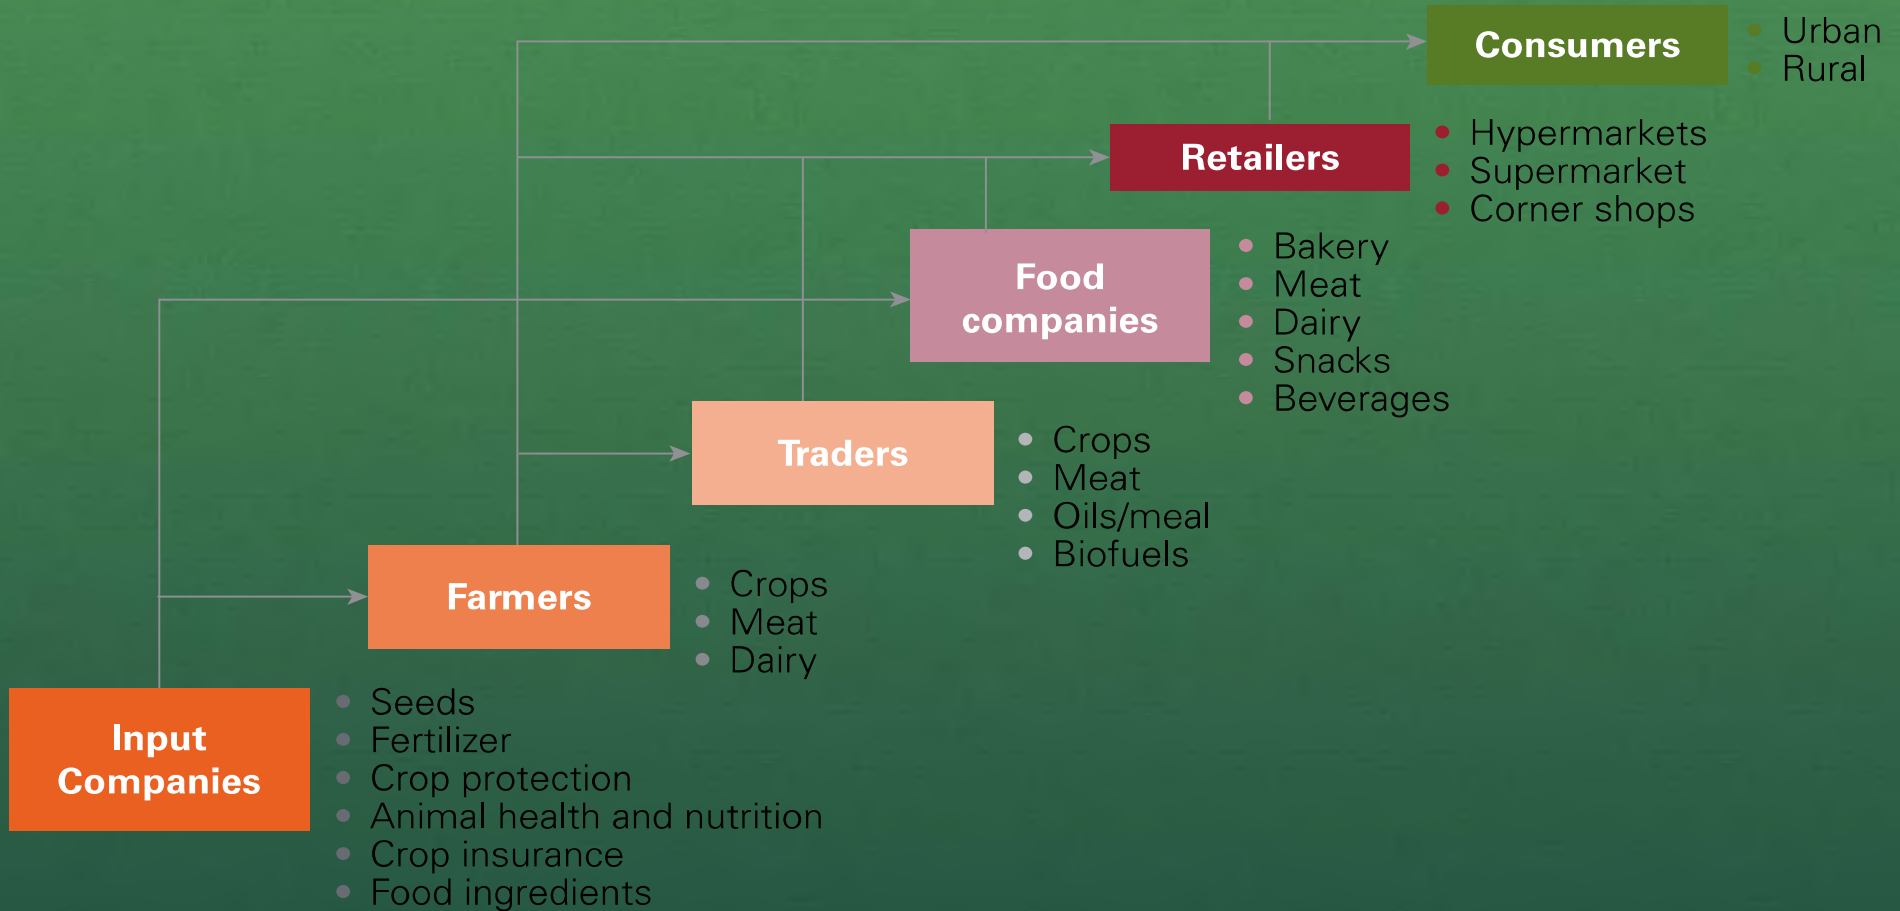 Consumers
Urban
Rural
Retailers
Hypermarkets
Supermarket
Corner shops
Food
companies
Bakery
Meat
Dairy
Snacks
Beverages
Traders
Crops
Meat
Oils/meal
Biofuels
Farmers
Crops
Meat
Dairy
Input
Companies
Seeds
Fertilizer
Crop protection
Animal health and nutrition
Crop insurance
Food ingredients